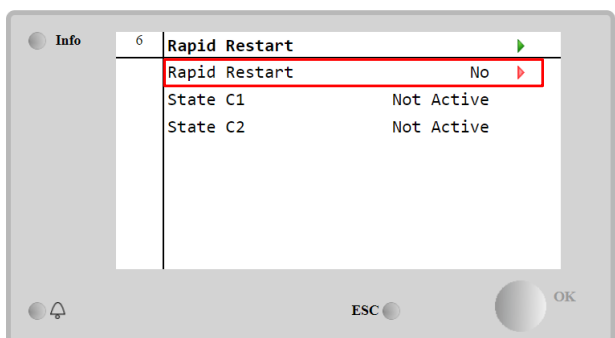 Info
6
Rapid Restart
Rapid Restart No
State C1 Not Active
State C2 Not Active
ESC
OK